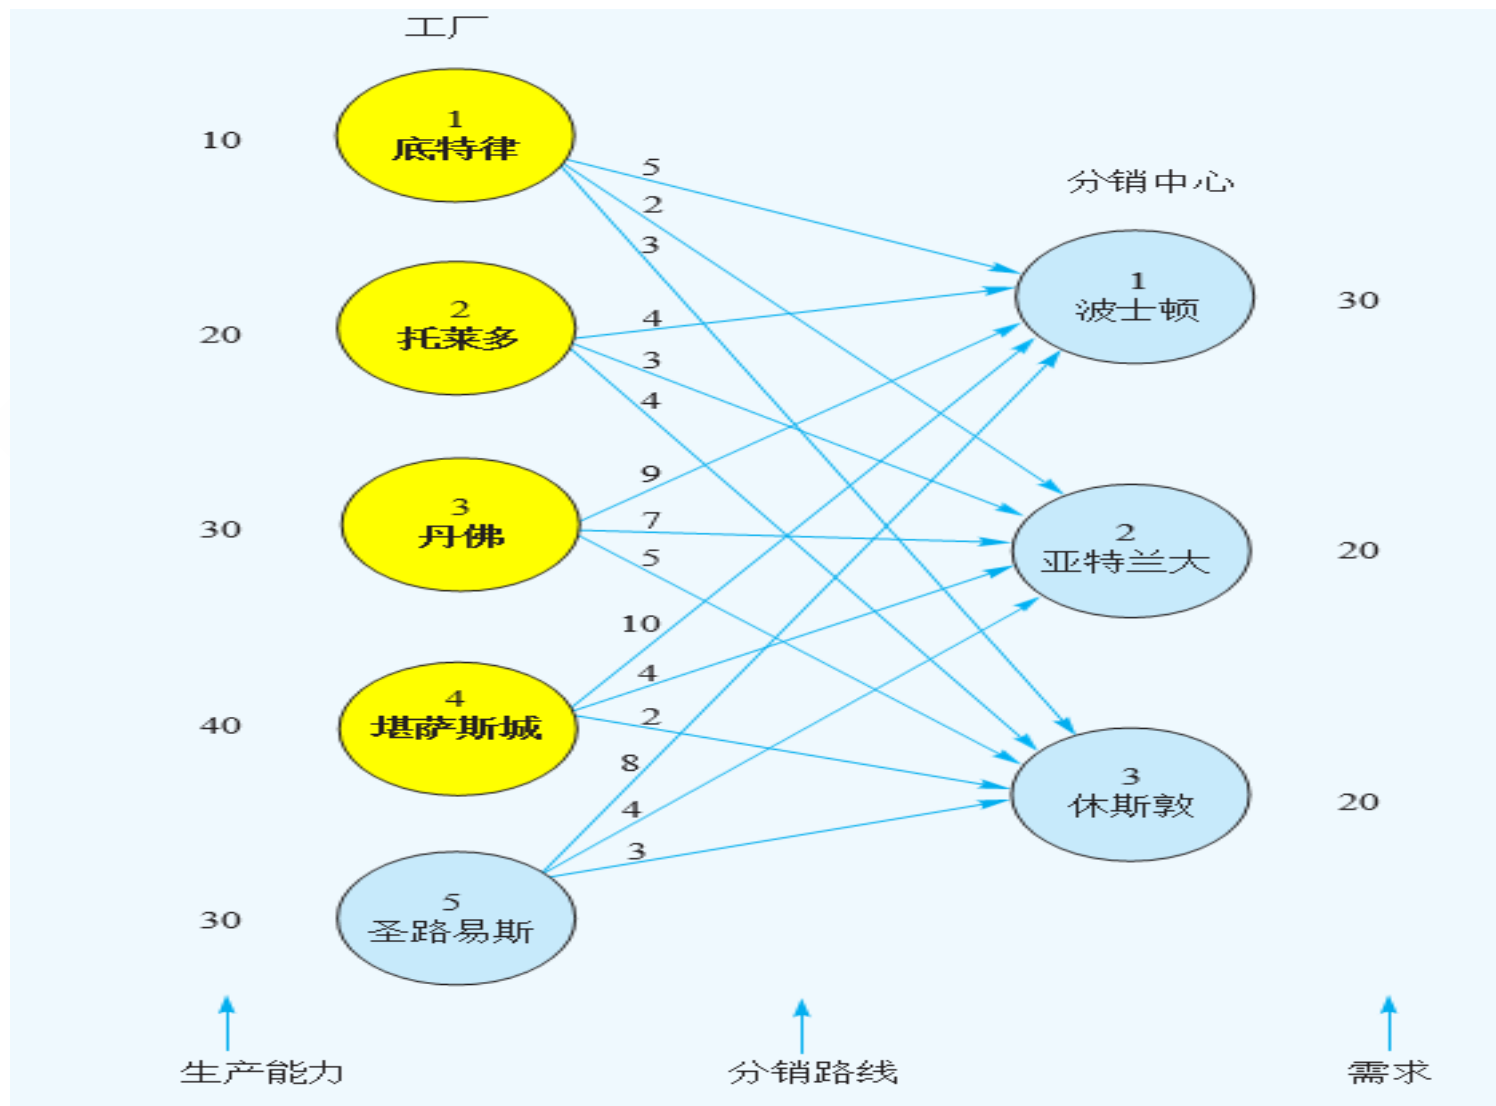 工厂
10
1
底特律
5
2
3
分销中心
20
2
托莱多
4
3
4
1
波士顿
30
30
3
丹佛
9
7
5
2
亚特兰大
20
40
4
堪萨斯城
10
4
2
3
休斯敦
20
30
5
圣路易斯
8
4
3
生产能力
分销路线
需求